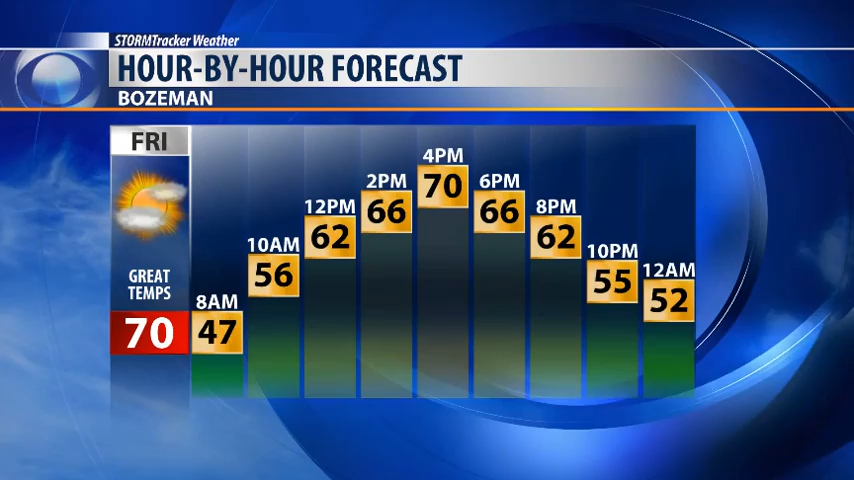 STORMTracker Weather
HOUR-BY-HOUR FORECAST
BOZEMAN
FRI
GREAT
TEMPS
70
8AM
47
10AM
56
12PM
62
2PM
66
4PM
70
6PM
66
8PM
62
10PM
55
12AM
52